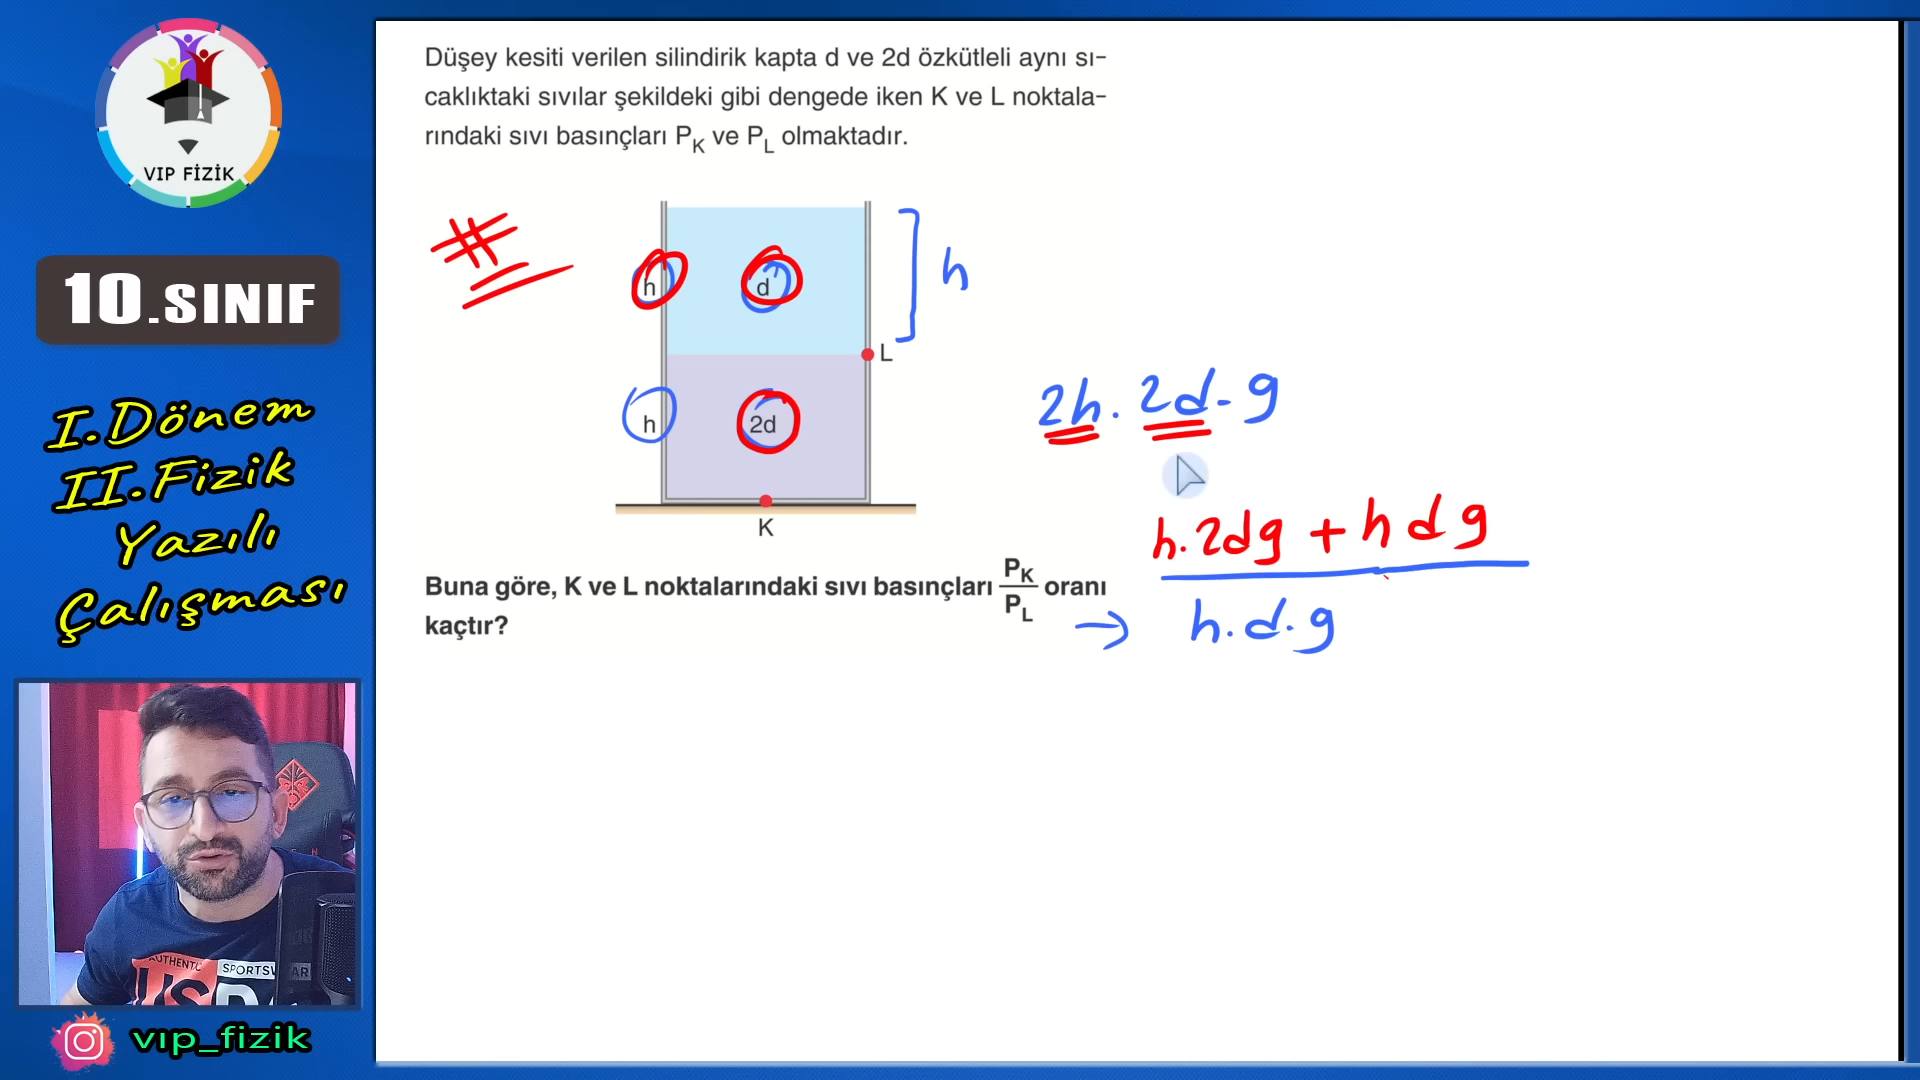 VIP FİZİK
10.SINIF
I.Dönem
II.Fizik
Yazılı
Çalışması
AUTHENTIC SPORTSWEAR
vıp_fizik
Düşey kesiti verilen silindirik kapta d ve 2d özkütleli aynı sı-
caklıktaki sıvılar şekildeki gibi dengede iken K ve L noktala-
rındaki sıvı basınçları PK ve PL olmaktadır.
h d h
L
h 2d
K
2h. 2d. g
h.2dg + h d g
h.d.g
Buna göre, K ve L noktalarındaki sıvı basınçları PK/PL oranı
kaçtır?